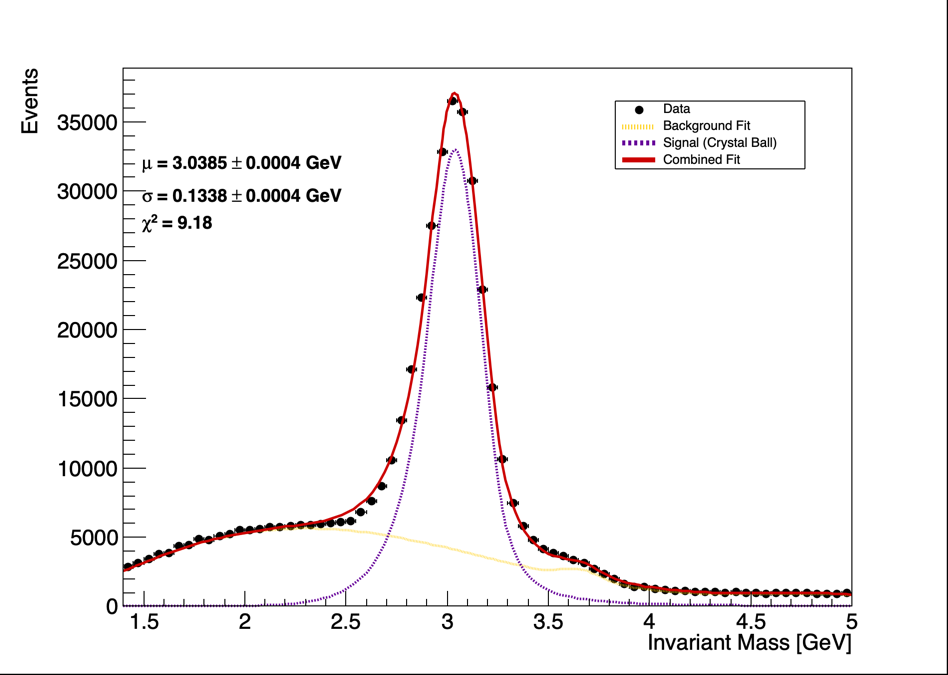 Events
35000
30000
25000
20000
15000
10000
5000
0
μ = 3.0385 ± 0.0004 GeV
σ = 0.1338 ± 0.0004 GeV
χ² = 9.18
Data
Background Fit
Signal (Crystal Ball)
Combined Fit
1.5 2 2.5 3 3.5 4 4.5 5
Invariant Mass [GeV]